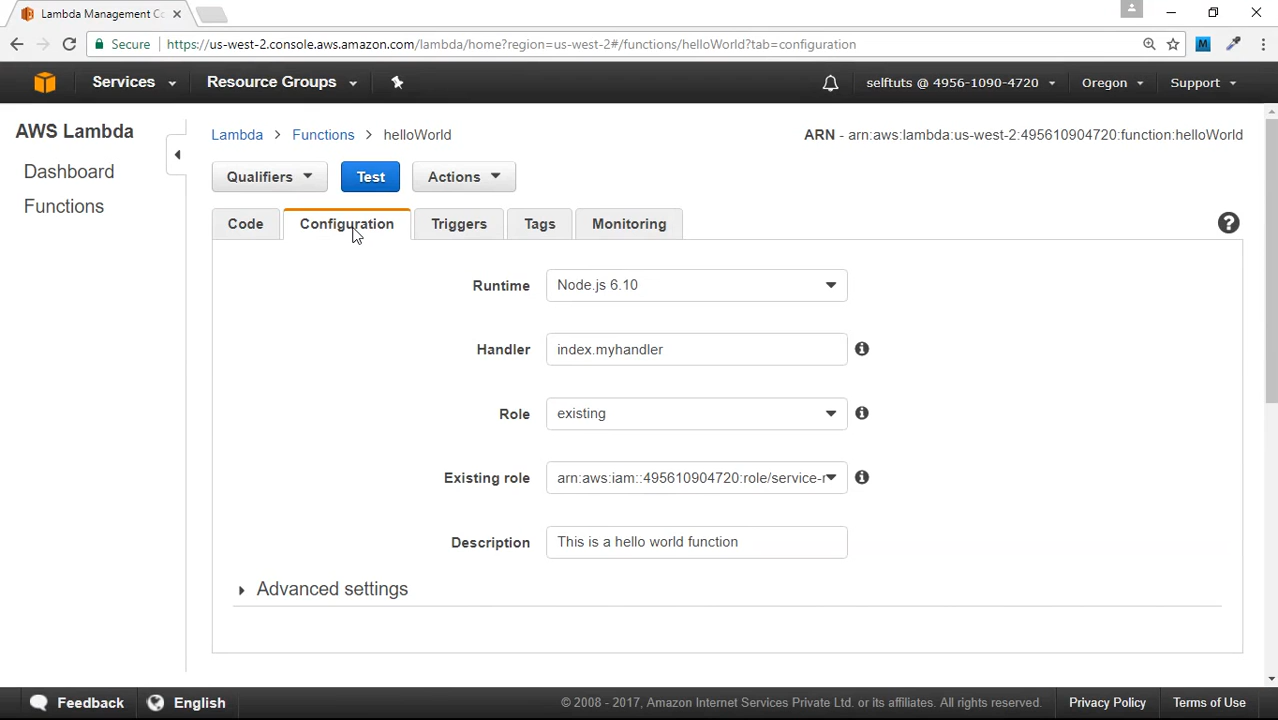 Lambda Management Co
Secure https://us-west-2.console.aws.amazon.com/lambda/home?region=us-west-2#/functions/helloWorld?tab=configuration
M
Services Resource Groups selftuts @ 4956-1090-4720 Oregon Support
AWS Lambda
Dashboard
Functions
Lambda > Functions > helloWorld ARN - arn:aws:lambda:us-west-2:495610904720:function:helloWorld
Qualifiers Test Actions
Code Configuration Triggers Tags Monitoring ?
Runtime Node.js 6.10
Handler index.myhandler
Role existing
Existing role arn:aws:iam::495610904720:role/service-r
Description This is a hello world function
Advanced settings
Feedback English © 2008 - 2017, Amazon Internet Services Private Ltd. or its affiliates. All rights reserved. Privacy Policy Terms of Use